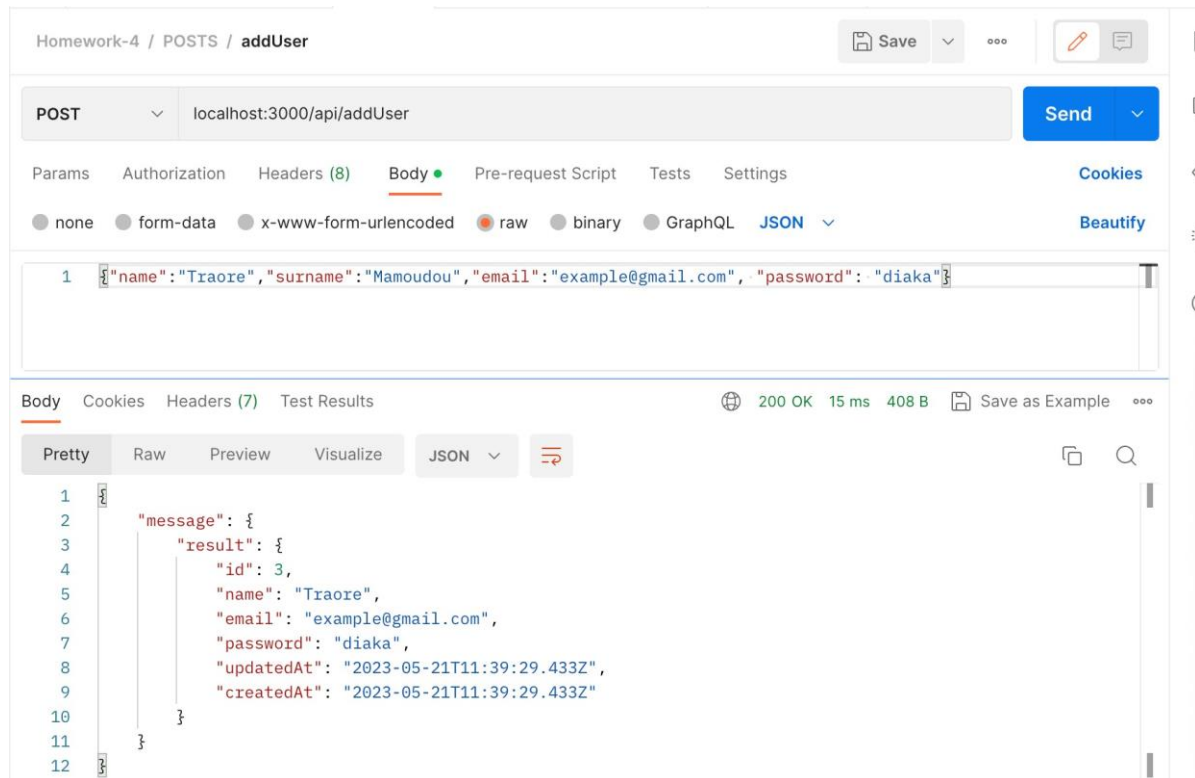 Homework-4 / POSTS / addUser
Save
POST localhost:3000/api/addUser Send
Params Authorization Headers (8) Body Pre-request Script Tests Settings Cookies
none form-data x-www-form-urlencoded raw binary GraphQL JSON Beautify
1 {"name":"Traore","surname":"Mamoudou","email":"example@gmail.com", "password": "diaka"}
Body Cookies Headers (7) Test Results 200 OK 15 ms 408 B Save as Example
Pretty Raw Preview Visualize JSON
1 {
2 "message": {
3 "result": {
4 "id": 3,
5 "name": "Traore",
6 "email": "example@gmail.com",
7 "password": "diaka",
8 "updatedAt": "2023-05-21T11:39:29.433Z",
9 "createdAt": "2023-05-21T11:39:29.433Z"
10 }
11 }
12 }